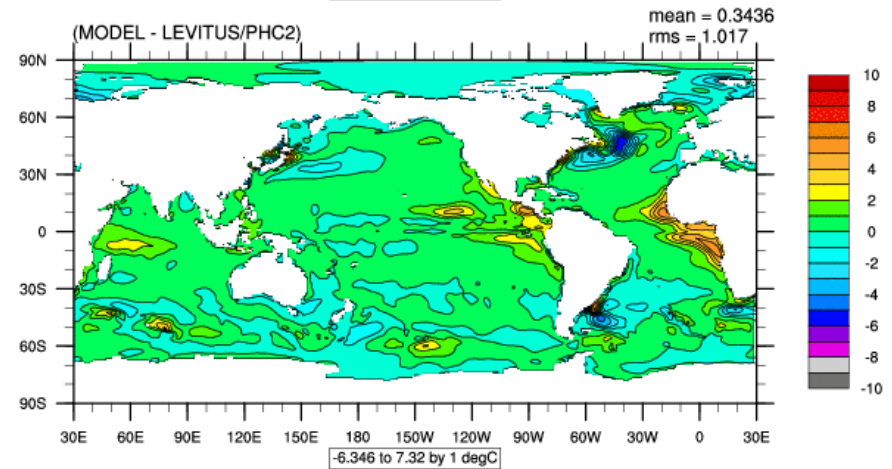 mean = 0.3436
(MODEL - LEVITUS/PHC2)
rms = 1.017
90N
60N
30N
0
30S
60S
90S
30E 60E 90E 120E 150E 180 150W 120W 90W 60W 30W 0 30E
10
8
6
4
2
0
-2
-4
-6
-8
-10
-6.346 to 7.32 by 1 degC